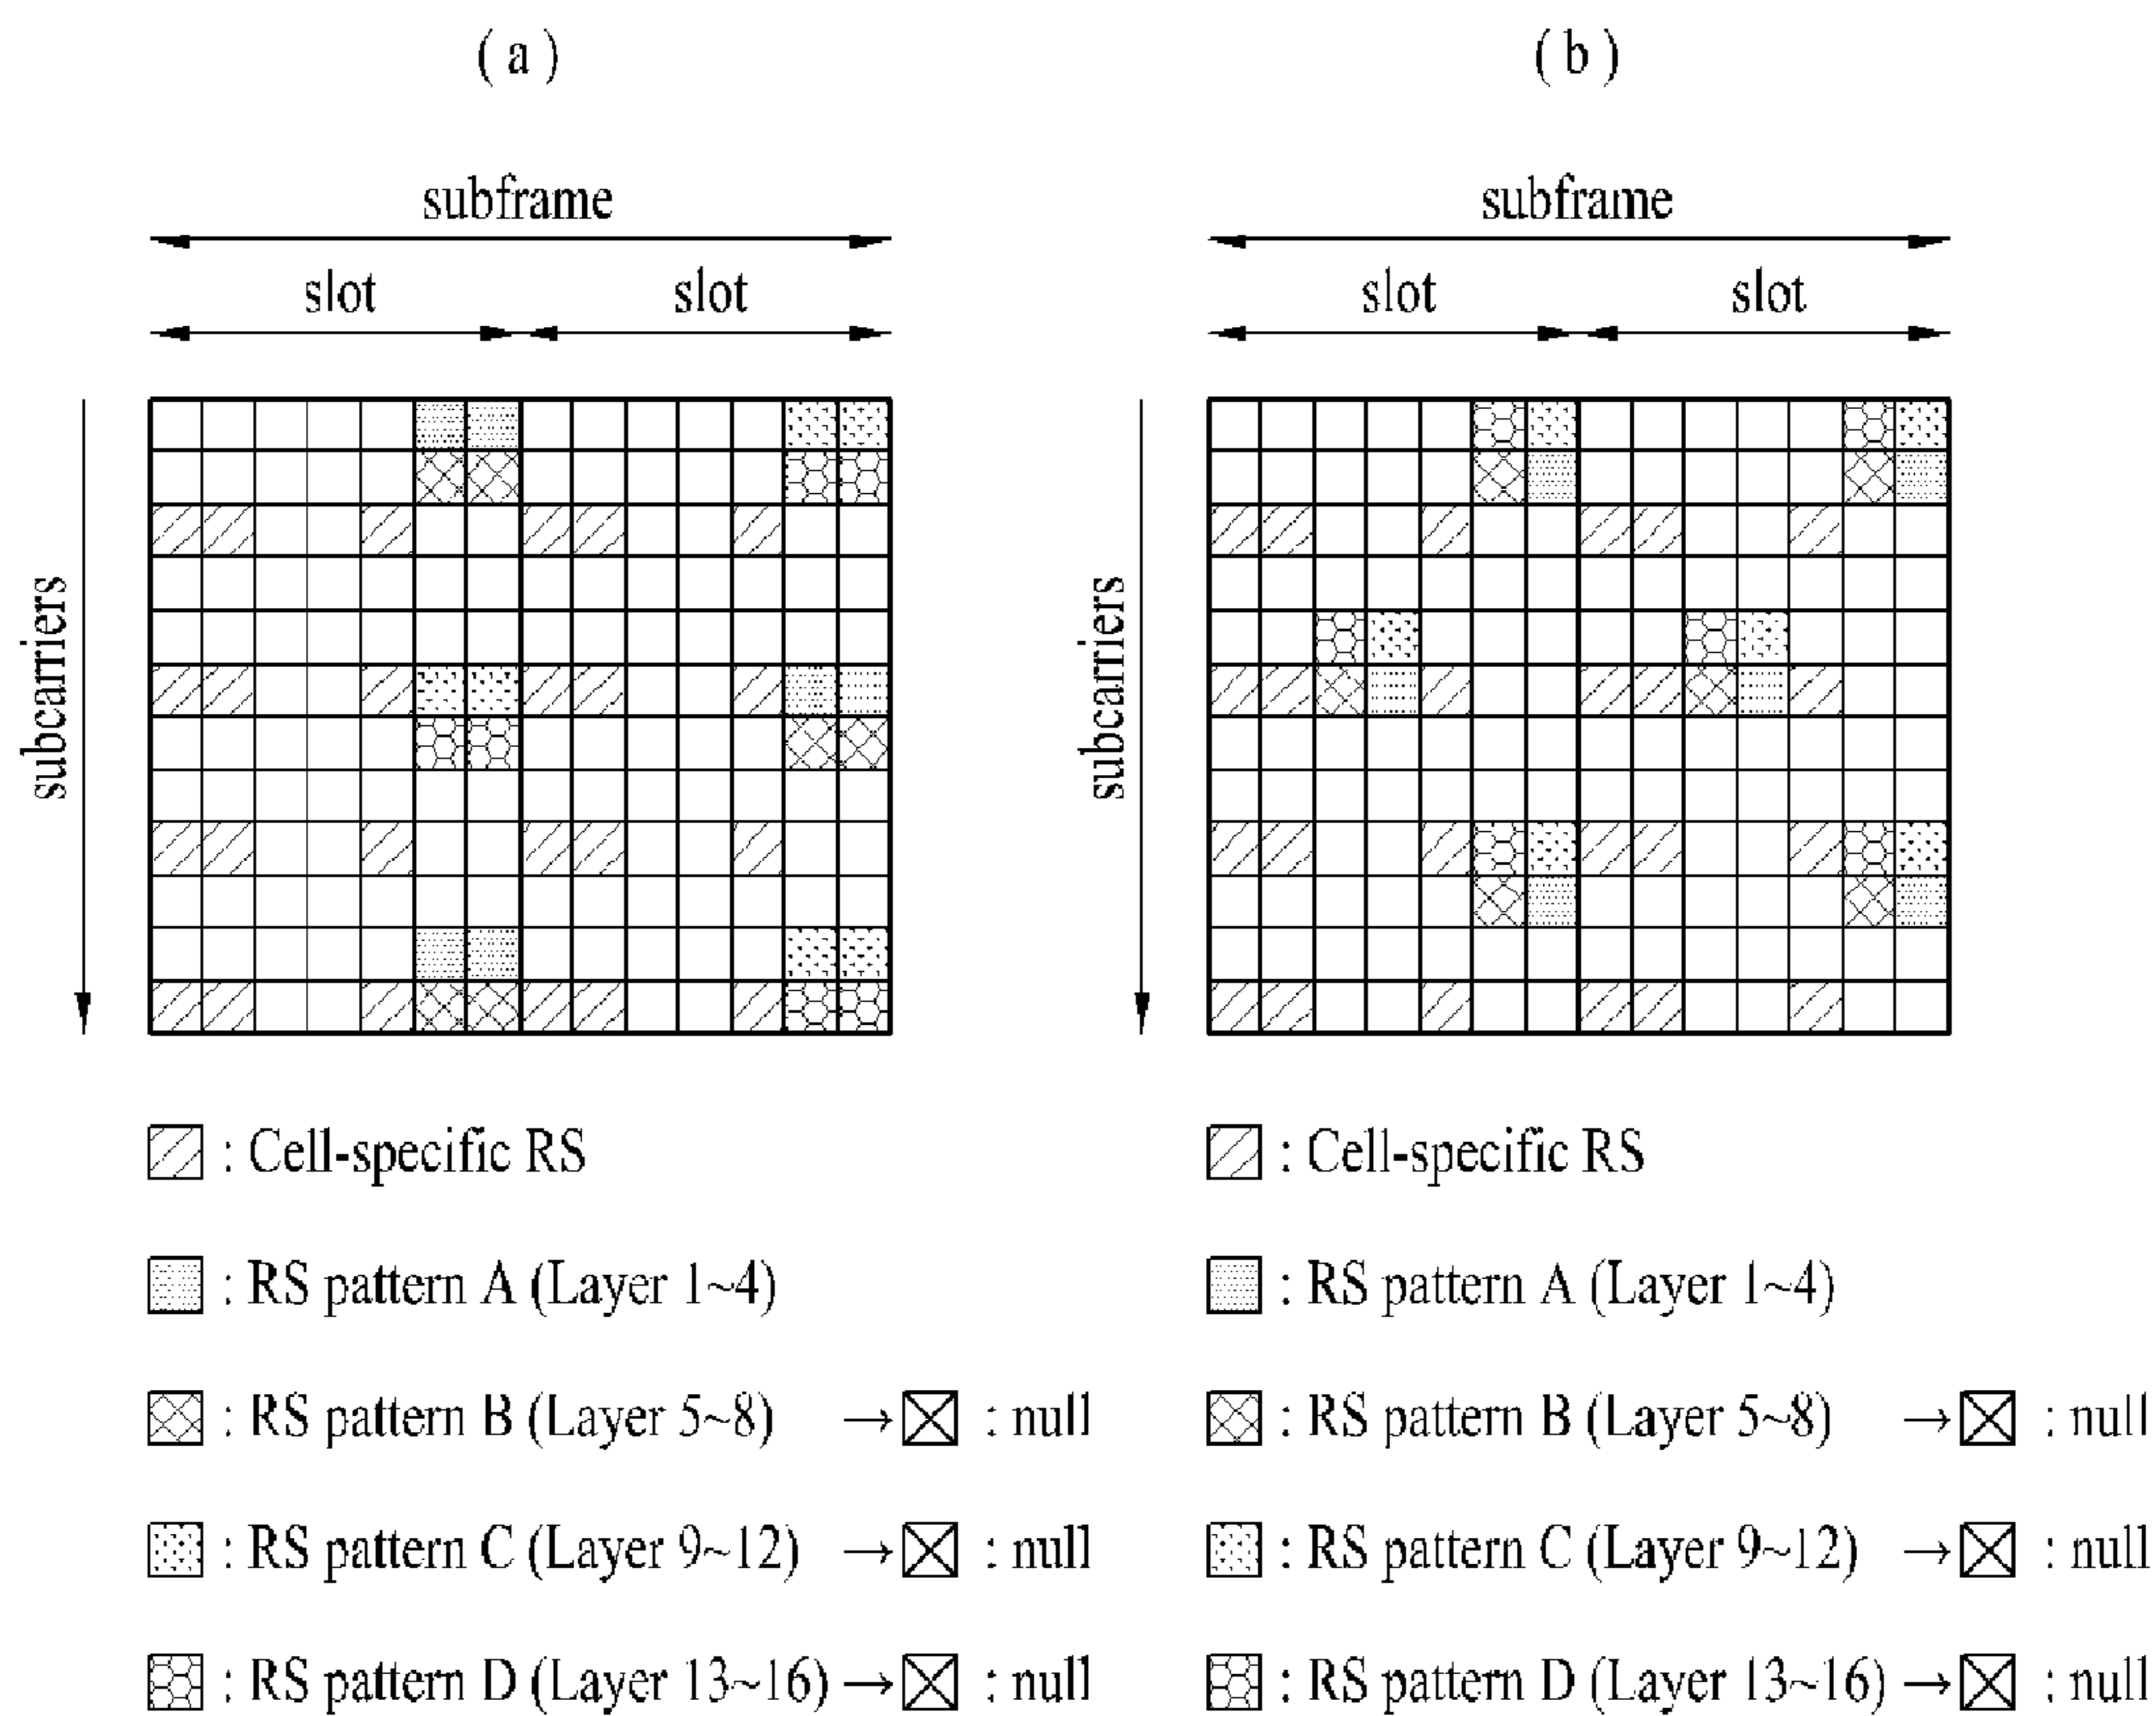 ( a )
subframe
slot slot
subcarriers
: Cell-specific RS
: RS pattern A (Layer 1~4)
: RS pattern B (Layer 5~8) → : null
: RS pattern C (Layer 9~12) → : null
: RS pattern D (Layer 13~16) → : null
( b )
subframe
slot slot
subcarriers
: Cell-specific RS
: RS pattern A (Layer 1~4)
: RS pattern B (Layer 5~8) → : null
: RS pattern C (Layer 9~12) → : null
: RS pattern D (Layer 13~16) → : null